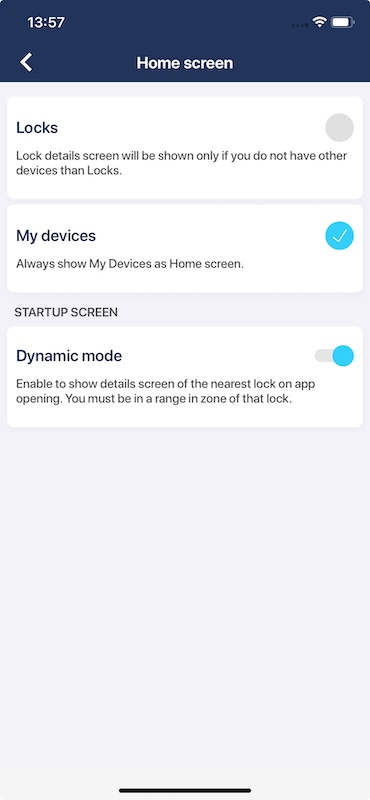 13:57
Home screen
Locks
Lock details screen will be shown only if you do not have other
devices than Locks.
My devices
Always show My Devices as Home screen.
STARTUP SCREEN
Dynamic mode
Enable to show details screen of the nearest lock on app
opening. You must be in a range in zone of that lock.